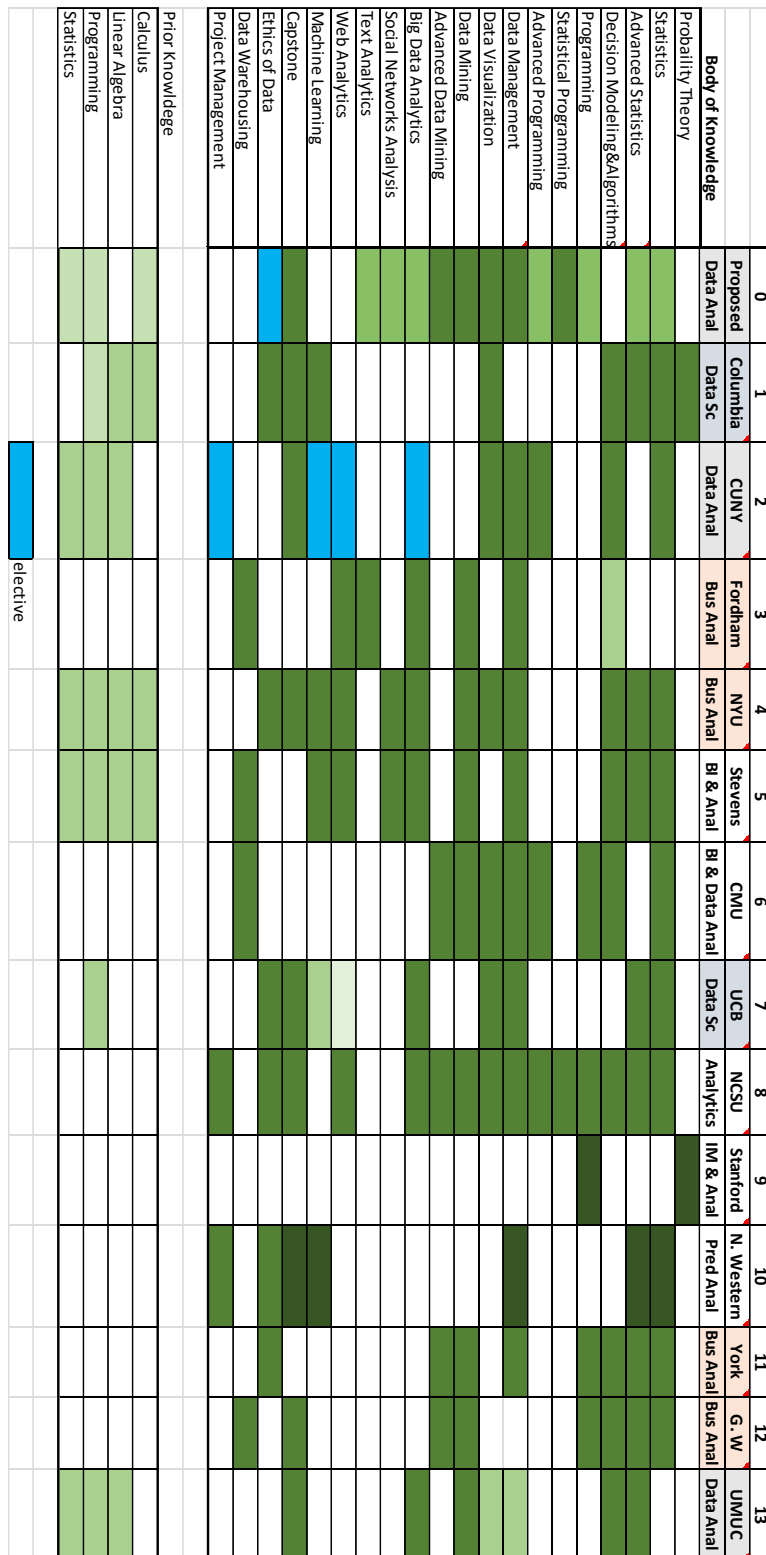 0 1 2 3 4 5 6 7 8 9 10 11 12 13
Proposed Columbia CUNY Fordham NYU Stevens CMU UCB NCSU Stanford N. Western York G. W UMUC
Body of Knowledge Data Anal Data Sc Data Anal Bus Anal Bus Anal BI & Anal BI & Data Anal Data Sc Analytics IM & Anal Pred Anal Bus Anal Bus Anal Data Anal
Probaility Theory
Statistics
Advanced Statistics
Decision Modeling&Algorithms
Programming
Statistical Programming
Advanced Programming
Data Management
Data Visualization
Data Mining
Advanced Data Mining
Big Data Analytics
Social Networks Analysis
Text Analytics
Web Analytics
Machine Learning
Capstone
Ethics of Data
Data Warehousing
Project Management
Prior Knowldege
Calculus
Linear Algebra
Programming
Statistics
elective